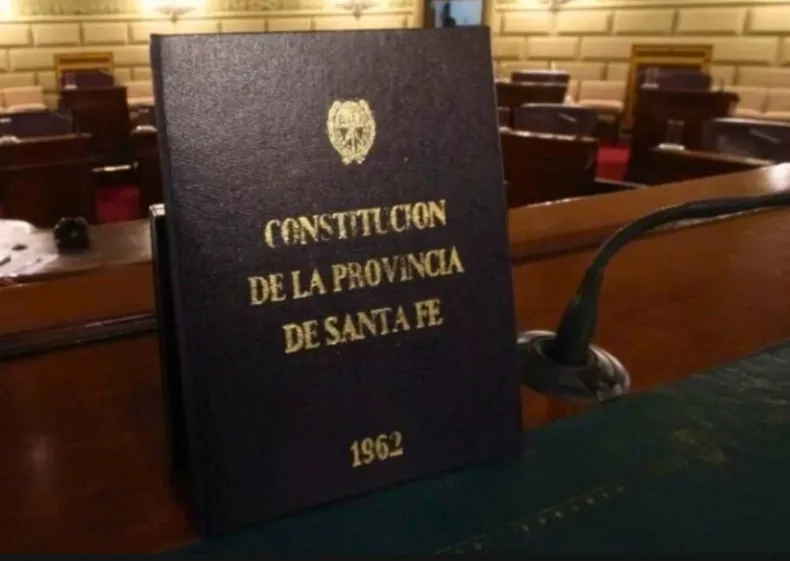 CONSTITUCION
DE LA PROVINCIA
DE SANTA FE
1962